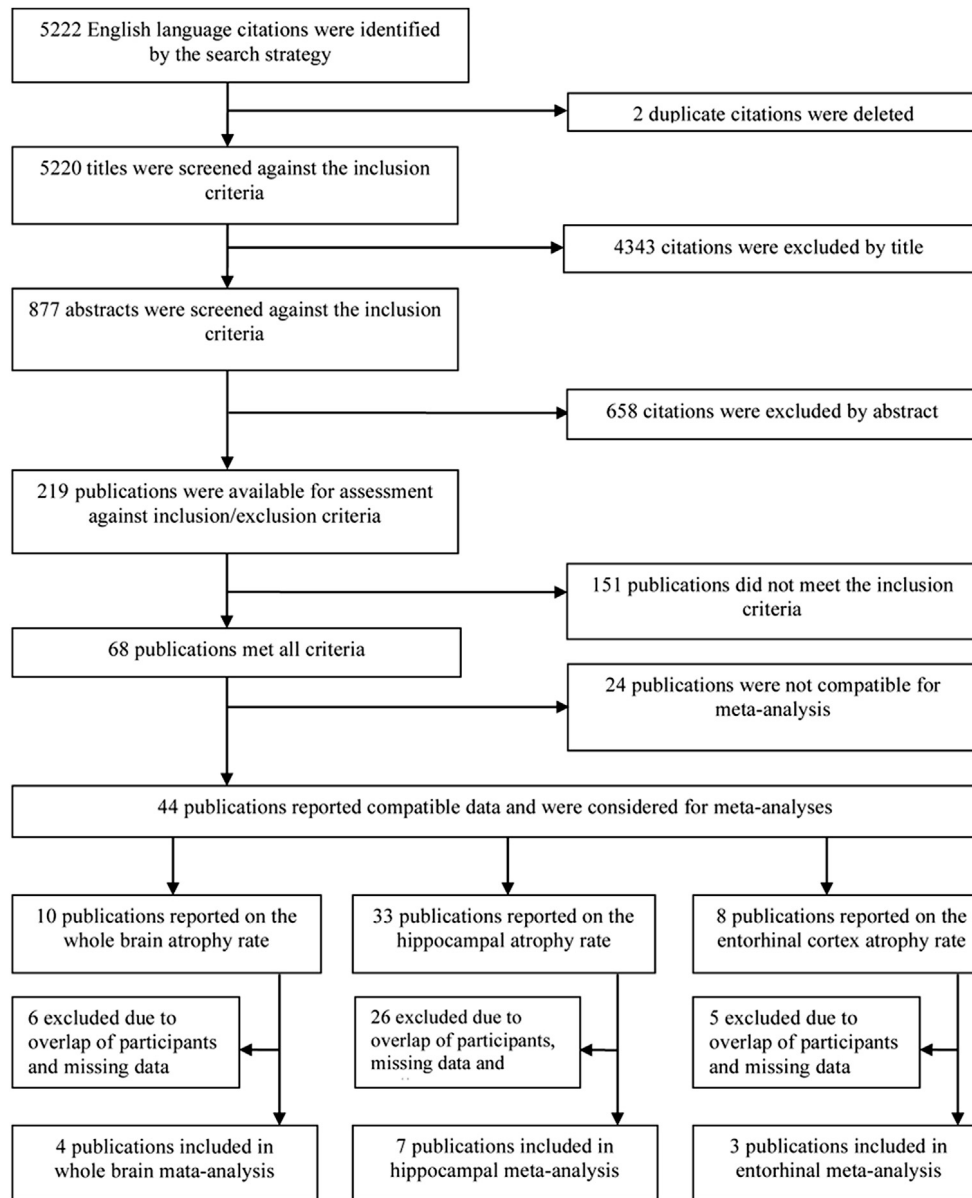 5222 English language citations were identified
by the search strategy
2 duplicate citations were deleted
5220 titles were screened against the inclusion
criteria
4343 citations were excluded by title
877 abstracts were screened against the inclusion
criteria
658 citations were excluded by abstract
219 publications were available for assessment
against inclusion/exclusion criteria
151 publications did not meet the inclusion
criteria
68 publications met all criteria
24 publications were not compatible for
meta-analysis
44 publications reported compatible data and were considered for meta-analyses
10 publications reported on the
whole brain atrophy rate
33 publications reported on the
hippocampal atrophy rate
8 publications reported on the
entorhinal cortex atrophy rate
6 excluded due to
overlap of participants
and missing data
26 excluded due to
overlap of participants,
missing data and
5 excluded due to
overlap of participants
and missing data
4 publications included in
whole brain mata-analysis
7 publications included in
hippocampal meta-analysis
3 publications included in
entorhinal meta-analysis